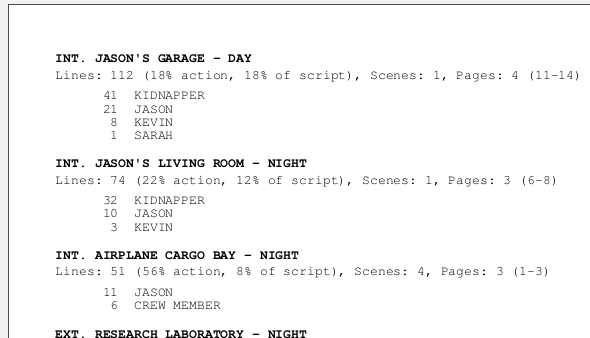 INT. JASON'S GARAGE - DAY
Lines: 112 (18% action, 18% of script), Scenes: 1, Pages: 4 (11-14)
41 KIDNAPPER
21 JASON
8 KEVIN
1 SARAH
INT. JASON'S LIVING ROOM - NIGHT
Lines: 74 (22% action, 12% of script), Scenes: 1, Pages: 3 (6-8)
32 KIDNAPPER
10 JASON
3 KEVIN
INT. AIRPLANE CARGO BAY - NIGHT
Lines: 51 (56% action, 8% of script), Scenes: 4, Pages: 3 (1-3)
11 JASON
6 CREW MEMBER
EXT. RESEARCH LABORATORY - NIGHT